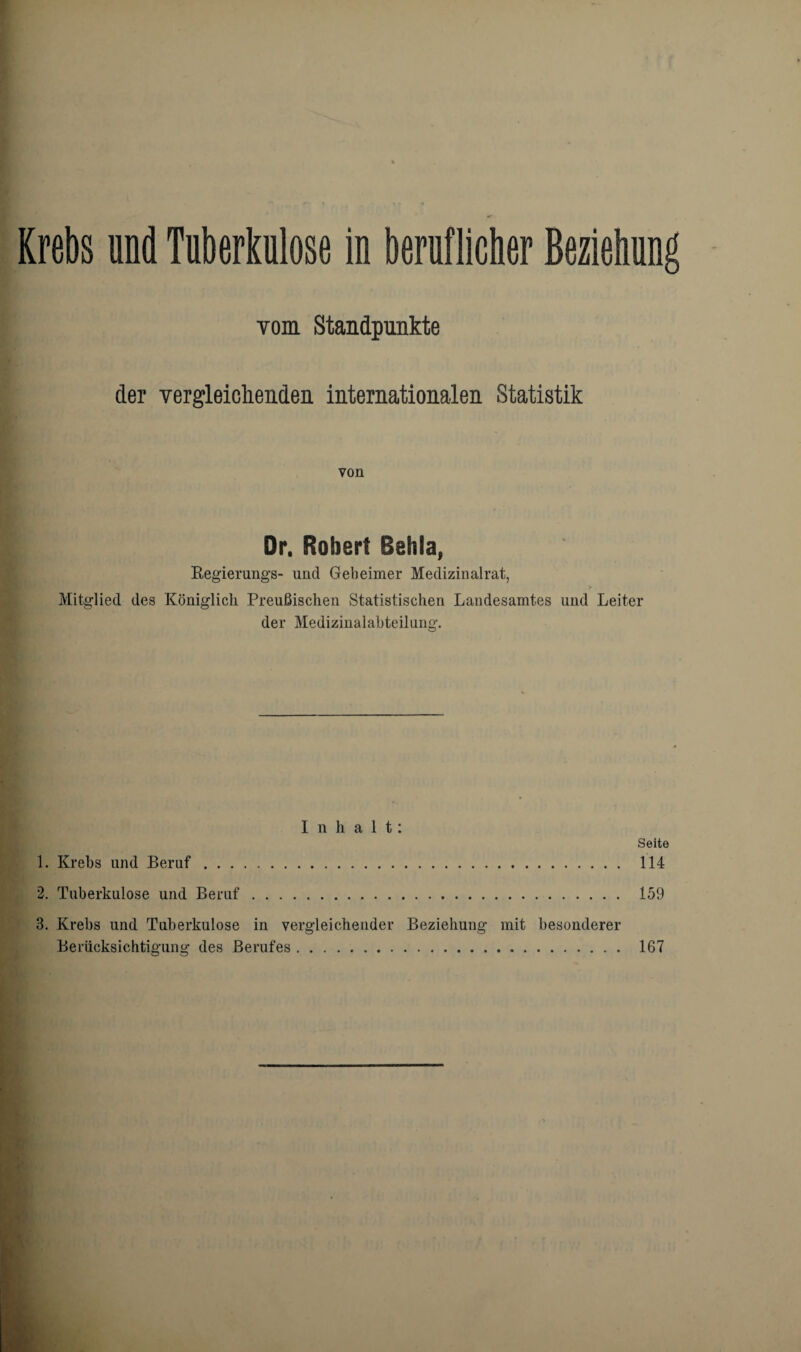 Krebs und Tuberkulose in beruflicher Beziehung
vom Standpunkte
der vergleichenden internationalen Statistik
von
Dr. Robert Behla,
Regierungs- und Geheimer Medizinalrat,
Mitglied des Königlich Preußischen Statistischen Landesamtes und Leiter
der Medizinalabteilung.
Inhalt:
Seite
1. Krebs und Beruf . . . . . . . . . . . . . . . . . . . . . . . . . . . . . . . . 114
2. Tuberkulose und Beruf . . . . . . . . . . . . . . . . . . . . . . . . . . . . 159
3. Krebs und Tuberkulose in vergleichender Beziehung mit besonderer
Berücksichtigung des Berufes . . . . . . . . . . . . . . . . . . . . . . . . . 167